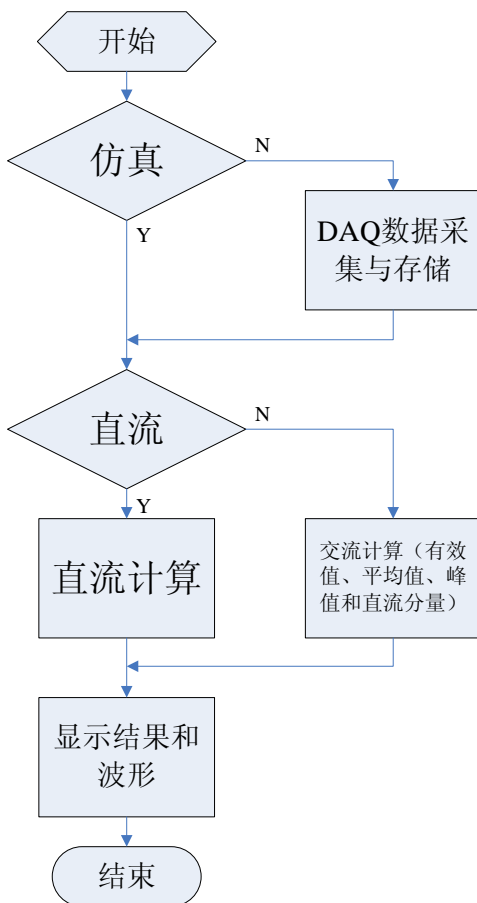 开始
仿真
N
Y
DAQ数据采
集与存储
直流
N
Y
直流计算
交流计算（有效
值、平均值、峰
值和直流分量）
显示结果和
波形
结束